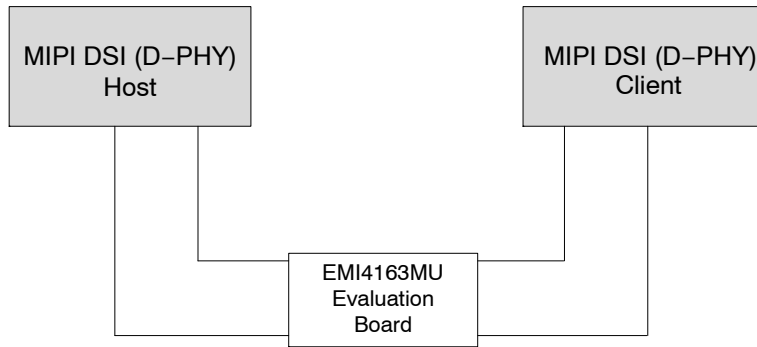 MIPI DSI (D−PHY)
Host
MIPI DSI (D−PHY)
Client
EMI4163MU
Evaluation
Board